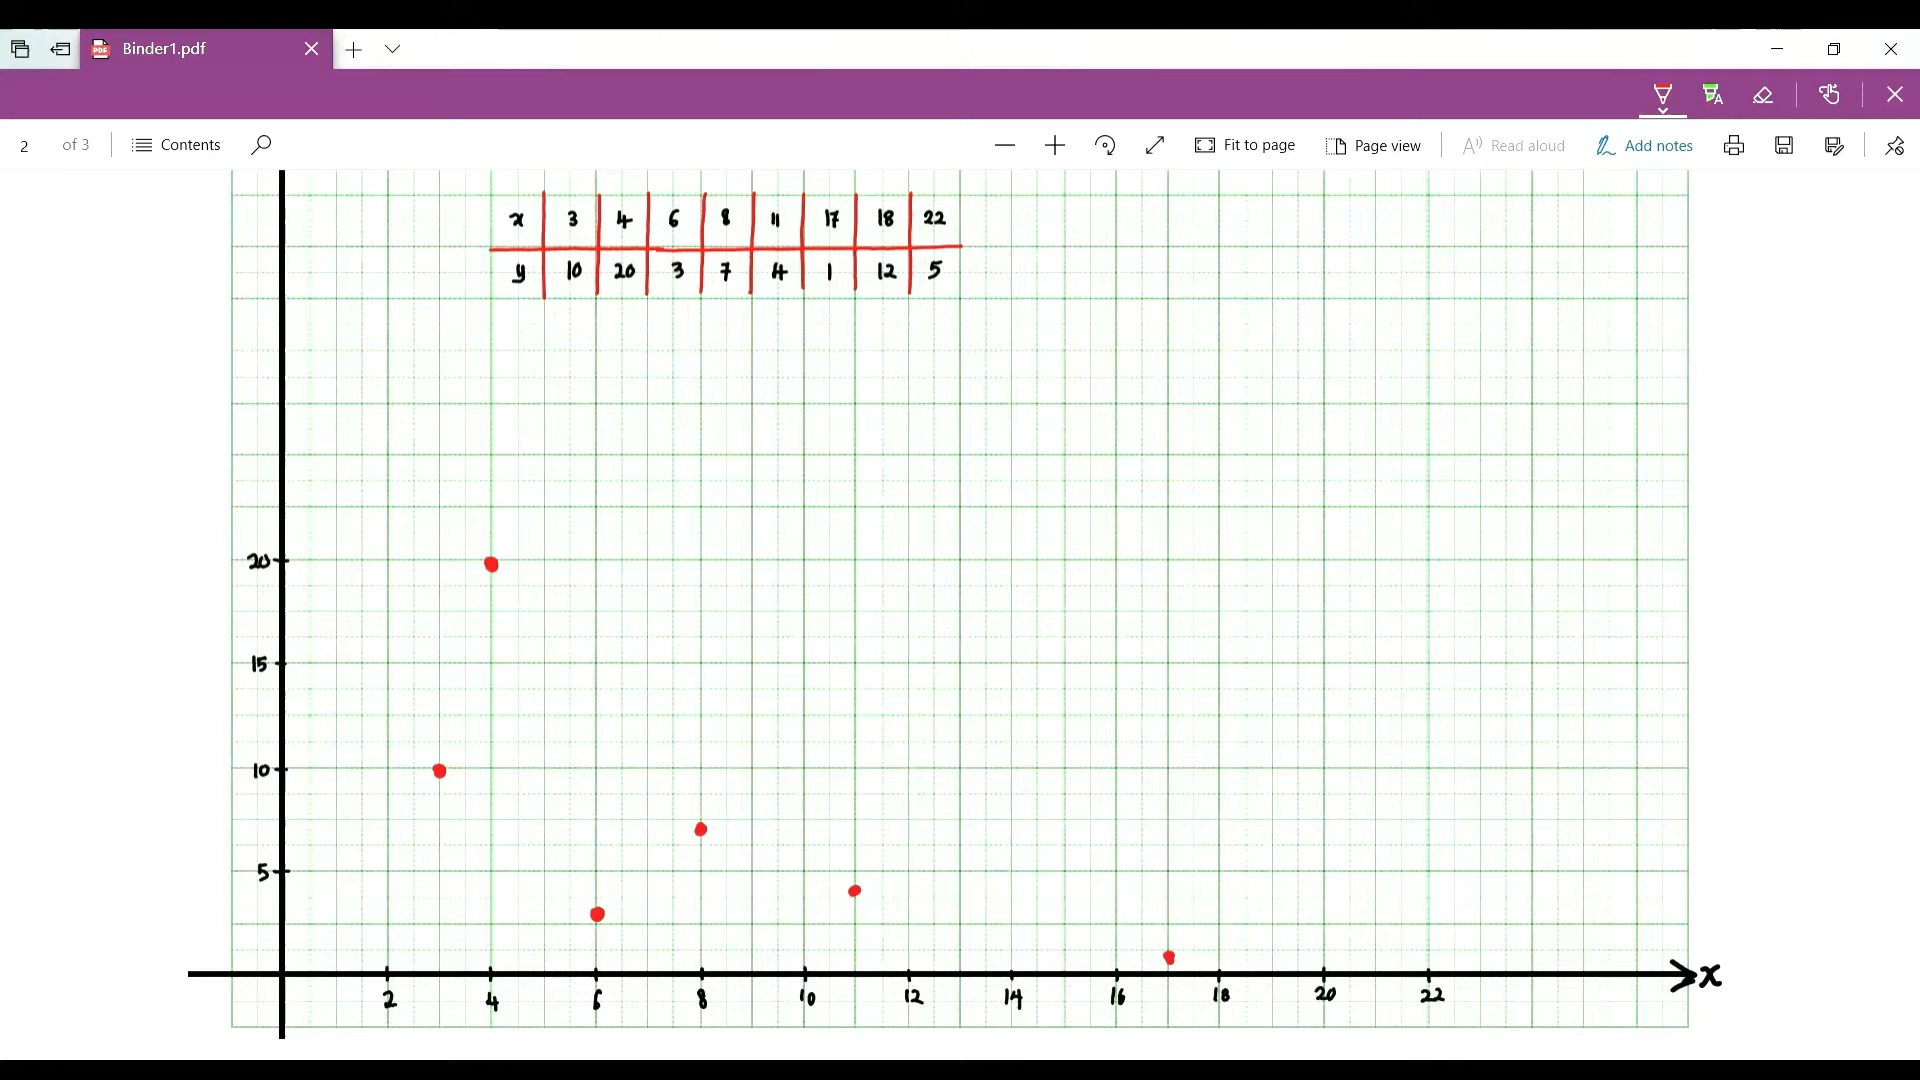 Binder1.pdf
2 of 3 Contents Fit to page Page view Read aloud Add notes
x 3 4 6 8 11 17 18 22
y 10 20 3 7 4 1 12 5
20
15
10
5
2 4 6 8 10 12 14 16 18 20 22 x